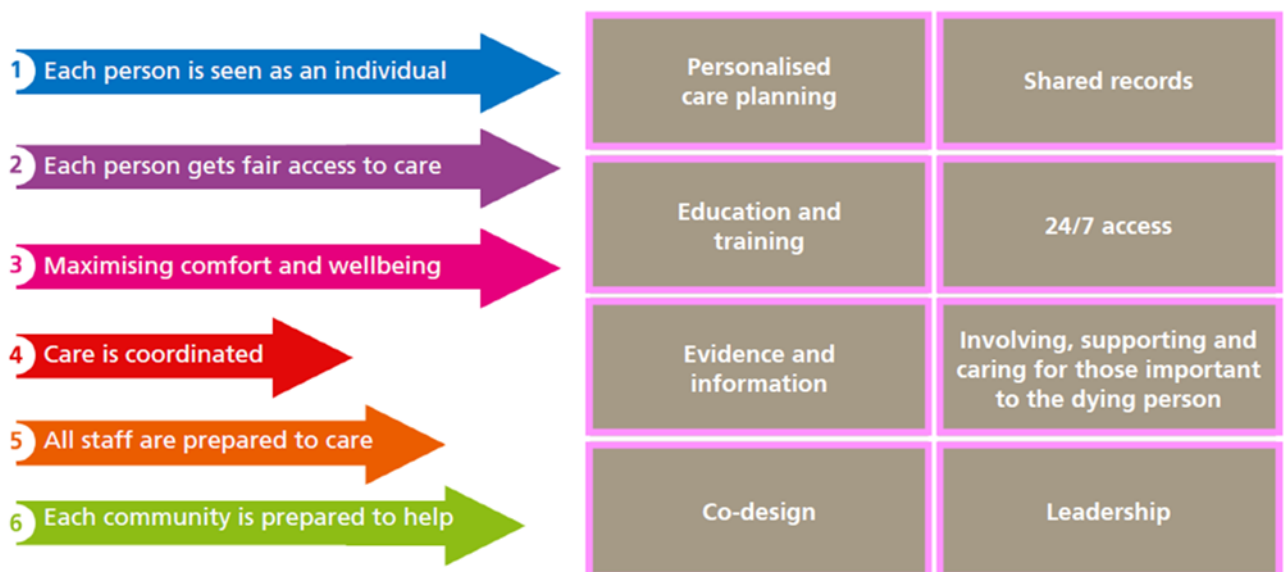 1 Each person is seen as an individual
2 Each person gets fair access to care
3 Maximising comfort and wellbeing
4 Care is coordinated
5 All staff are prepared to care
6 Each community is prepared to help
Personalised
care planning
Shared records
Education and
training
24/7 access
Evidence and
information
Involving, supporting and
caring for those important
to the dying person
Co-design
Leadership